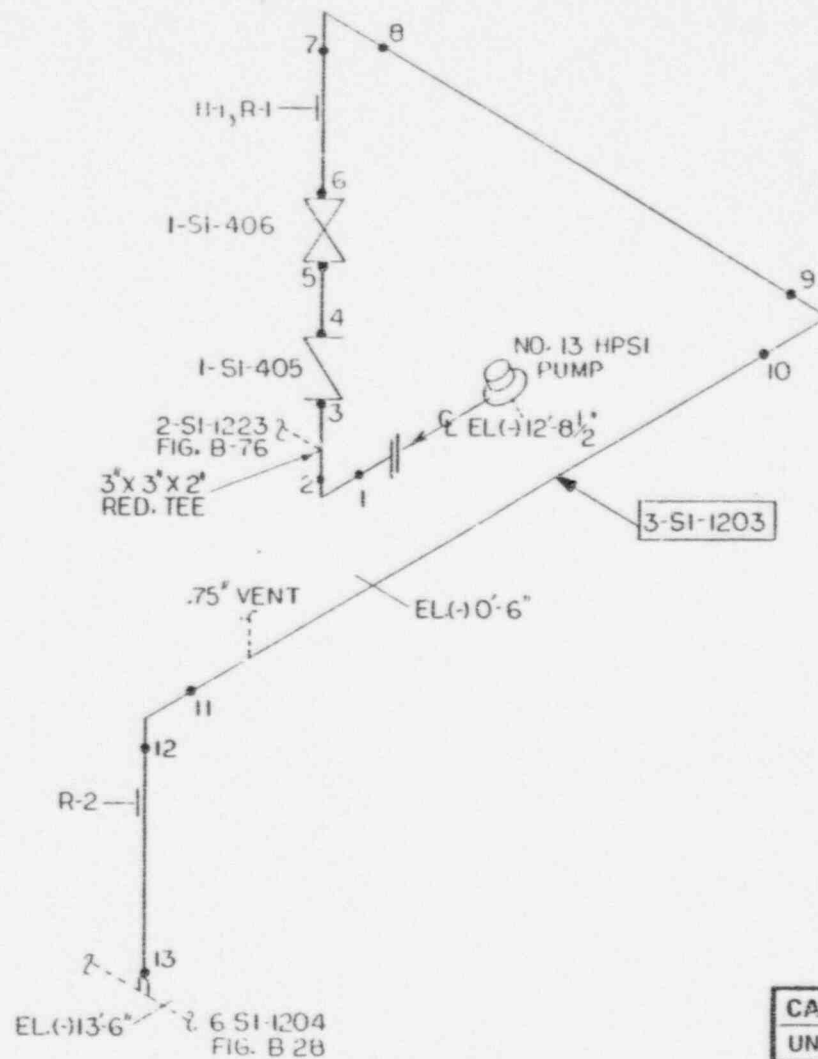 7
8
H-1, R-1
6
1-SI-406
5
4
9
NO. 13 HPSI
PUMP
10
1-SI-405
℄ EL(-)12'-8½"
3
2-SI-1223
FIG. B-76
3"X 3"X 2"
RED. TEE
2
1
3-SI-1203
.75" VENT
EL.(-)0'-6"
11
12
R-2
13
EL.(-)13'-6"
6 SI-1204
FIG. B 28
CA
UN